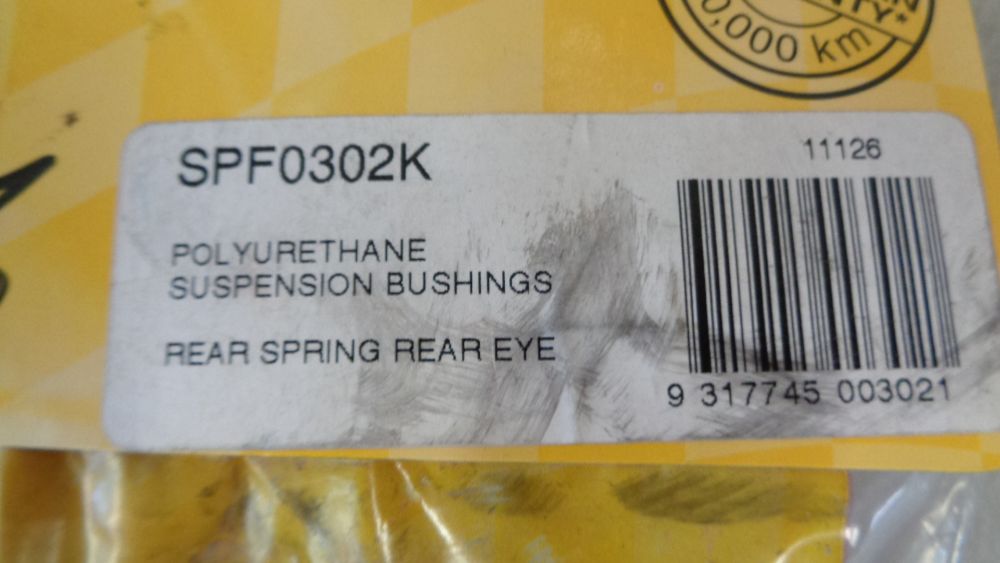 0,000 km
SPF0302K
11126
POLYURETHANE
SUSPENSION BUSHINGS
REAR SPRING REAR EYE
9 317745 003021